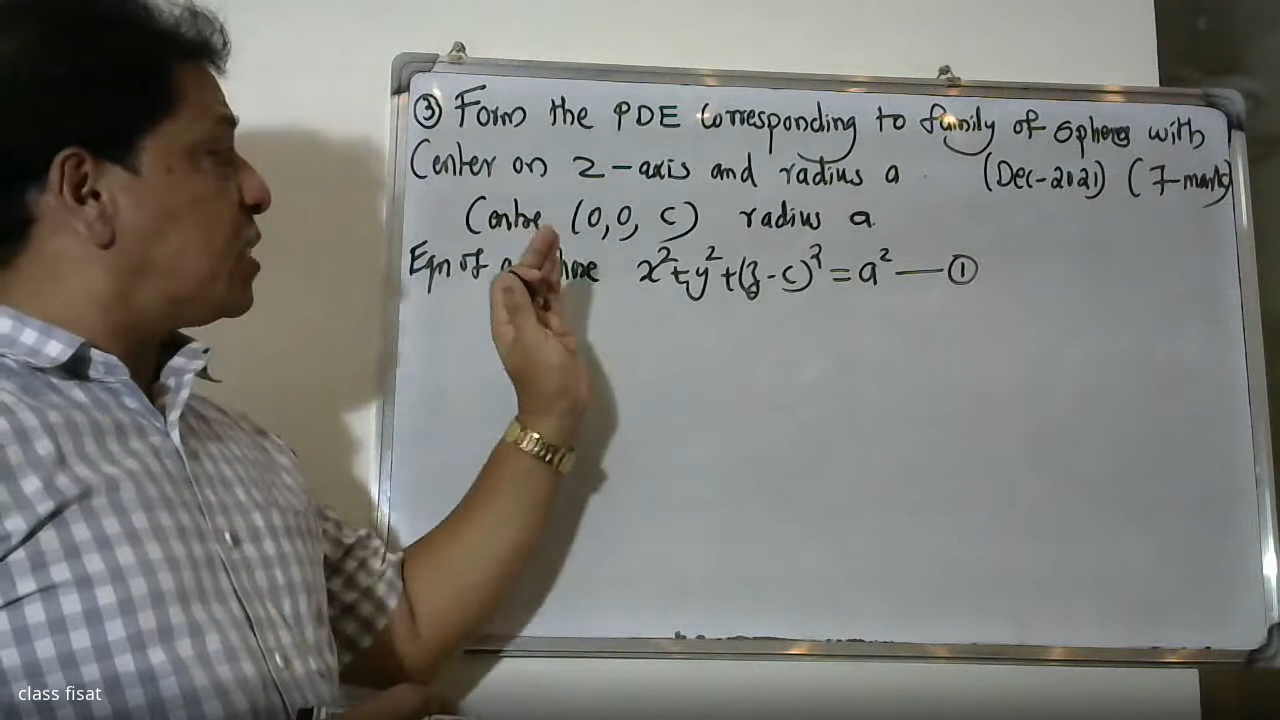 ③ Form the PDE Corresponding to family of spheres with
Center on z-axis and radius a (Dec-2021) (7-marks)
Centre (0,0, c) radius a
Eqn of x²+y²+(z-c)²=a² — ①
class fisat